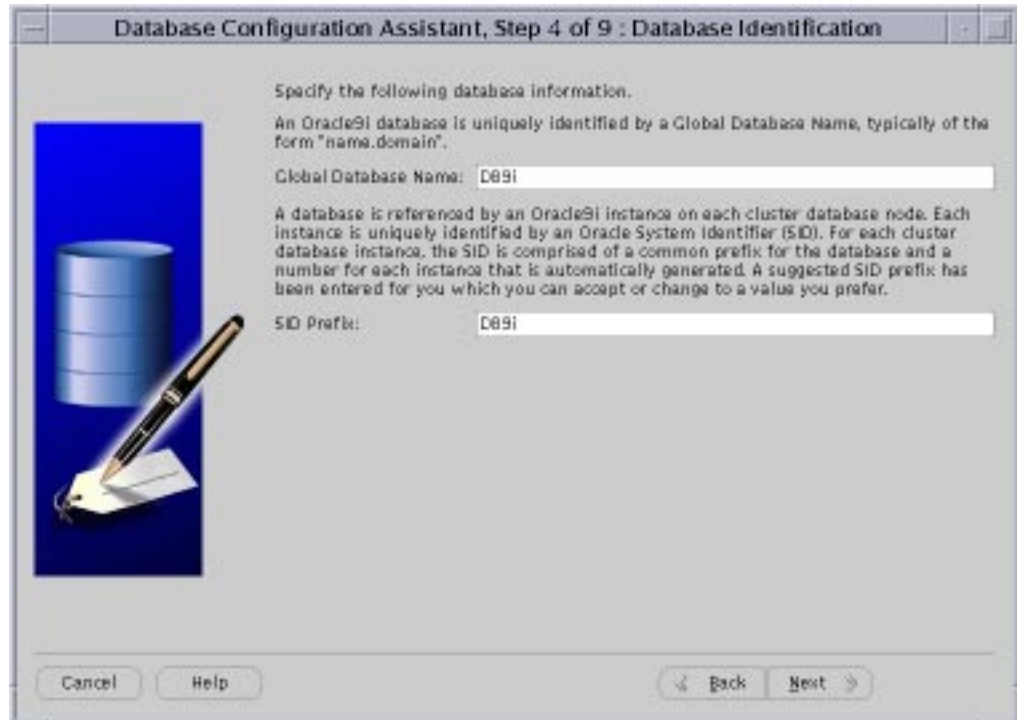 Database Configuration Assistant, Step 4 of 9 : Database Identification
Specify the following database information.
An Oracle9i database is uniquely identified by a Global Database Name, typically of the
form "name.domain".
Global Database Name: DB9i
A database is referenced by an Oracle9i instance on each cluster database node. Each
instance is uniquely identified by an Oracle System Identifier (SID). For each cluster
database instance, the SID is comprised of a common prefix for the database and a
number for each instance that is automatically generated. A suggested SID prefix has
been entered for you which you can accept or change to a value you prefer.
SID Prefix: DB9i
Cancel Help Back Next